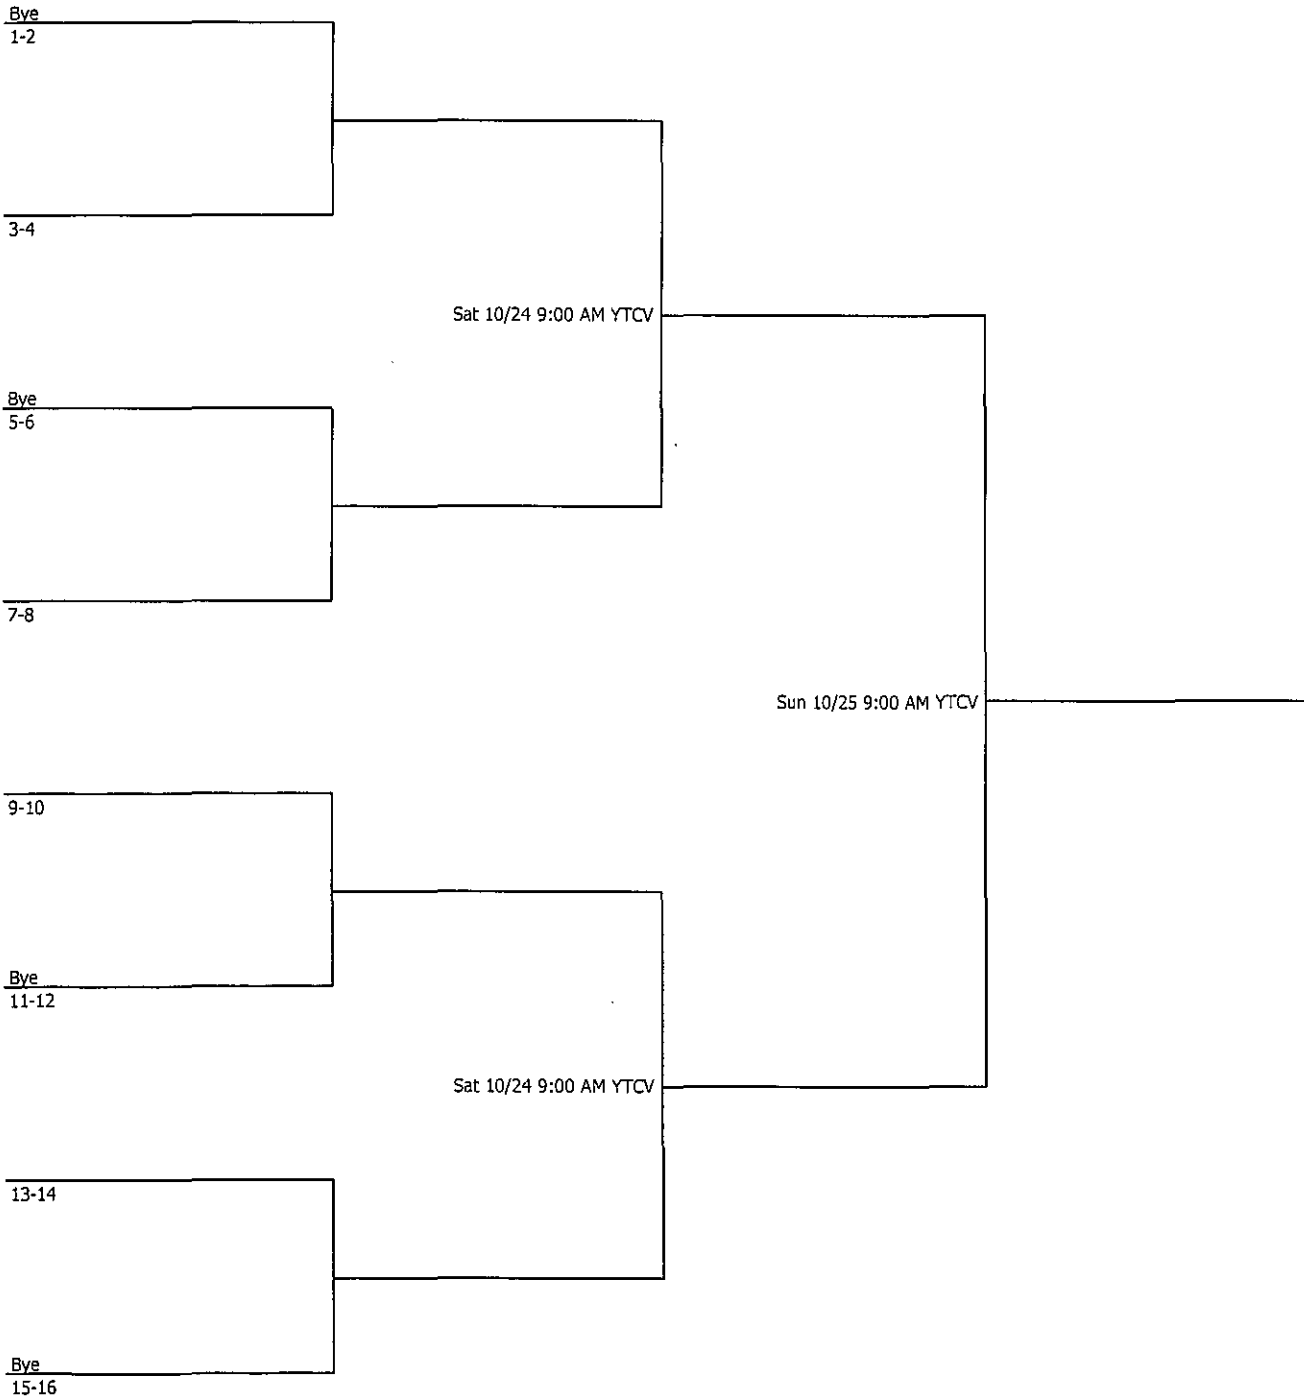 Bye
1-2
3-4
Sat 10/24 9:00 AM YTCV
Bye
5-6
7-8
Sun 10/25 9:00 AM YTCV
9-10
Bye
11-12
Sat 10/24 9:00 AM YTCV
13-14
Bye
15-16